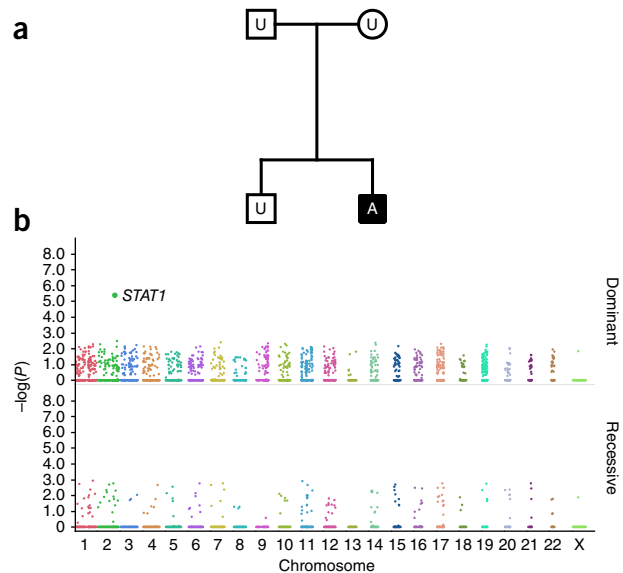 a
U U
U A
b
8.0
7.0
6.0
5.0
4.0
3.0
2.0
1.0
0
STAT1
Dominant
–log(P)
8.0
7.0
6.0
5.0
4.0
3.0
2.0
1.0
0
Recessive
1 2 3 4 5 6 7 8 9 10 11 12 13 14 15 16 17 18 19 20 21 22 X
Chromosome